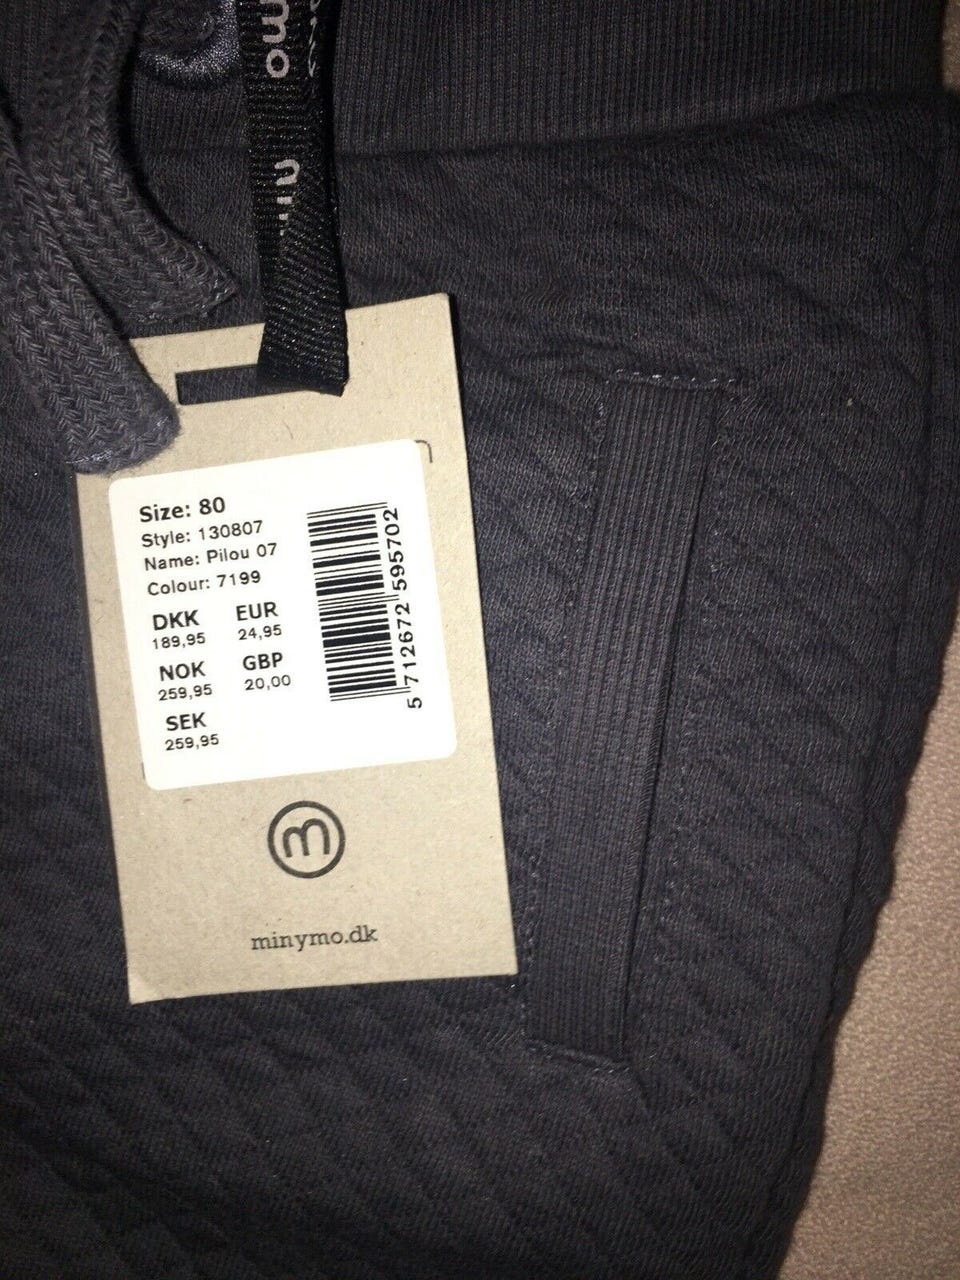 mo
Size: 80
Style: 130807
Name: Pilou 07
Colour: 7199
DKK EUR
189,95 24,95
NOK GBP
259,95 20,00
SEK
259,95
5 712672 595702
m
minymo.dk